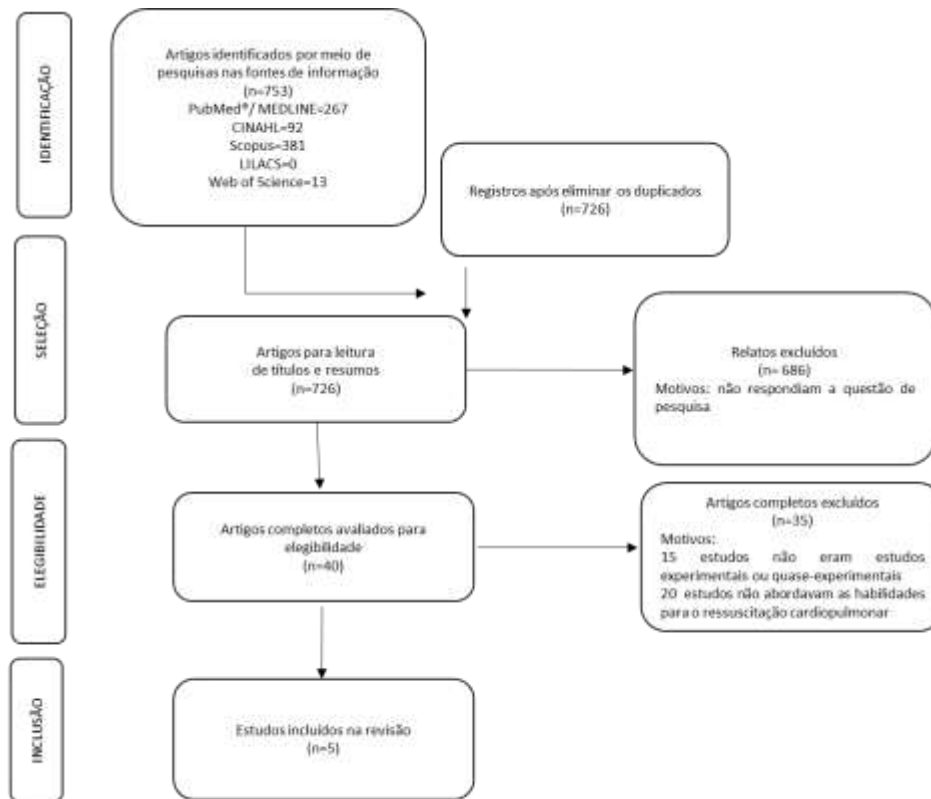 IDENTIFICAÇÃO
Artigos identificados por meio de
pesquisas nas fontes de informação
(n=753)
PubMed®/ MEDLINE=267
CINAHL=92
Scopus=381
LILACS=0
Web of Science=13
Registros após eliminar os duplicados
(n=726)
SELEÇÃO
Artigos para leitura
de títulos e resumos
(n=726)
Relatos excluídos
(n= 686)
Motivos: não respondiam a questão de
pesquisa
ELEGIBILIDADE
Artigos completos avaliados para
elegibilidade
(n=40)
Artigos completos excluídos
(n=35)
Motivos:
15 estudos não eram estudos
experimentais ou quase-experimentais
20 estudos não abordavam as habilidades
para o ressuscitação cardiopulmonar
INCLUSÃO
Estudos incluídos na revisão
(n=5)